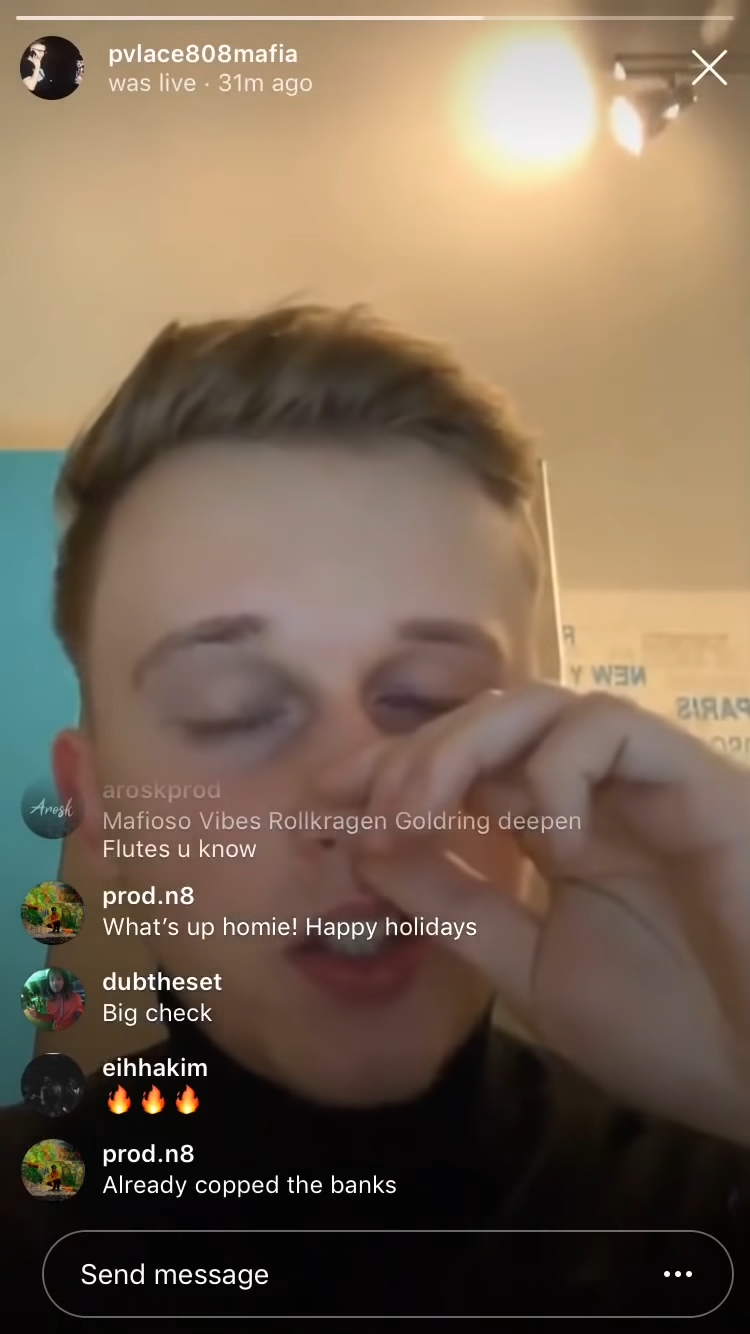 pvlace808mafia
was live · 31m ago
R
NEW Y
PARIS
aroskprod
Arosk
Mafioso Vibes Rollkragen Goldring deepen
Flutes u know
prod.n8
What's up homie! Happy holidays
dubtheset
Big check
eihhakim
🔥🔥🔥
prod.n8
Already copped the banks
Send message